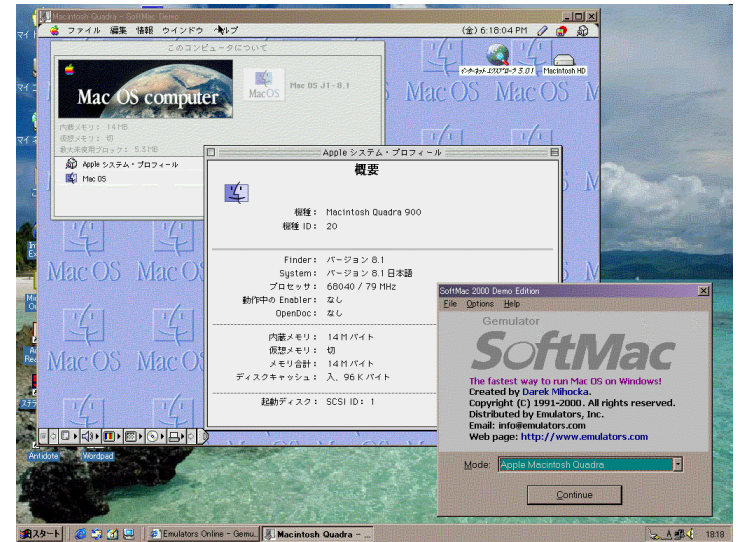 Macintosh Quadra - SoftMac Demo
ファイル 編集 情報 ウインドウ ヘルプ (金) 6:18:04 PM
このコンピュータについて
Mac OS computer
MacOS
Mac OS J1-8.1
内蔵メモリ： 14 MB
仮想メモリ： 切
最大未使用ブロック： 5.3 MB
Apple システム・プロフィール
Mac OS
インターネット エクスプローラ 3.01
Macintosh HD
Mac OS Mac OS
Apple システム・プロフィール
概要
機種： Macintosh Quadra 900
機種 ID： 20
Finder： バージョン 8.1
System： バージョン 8.1 日本語
プロセッサ： 68040 / 79 MHz
動作中の Enabler： なし
OpenDoc： なし
内蔵メモリ： 14 M バイト
仮想メモリ： 切
メモリ合計： 14 M バイト
ディスクキャッシュ： 入、96 K バイト
起動ディスク： SCSI ID： 1
Mac OS Mac OS
Mac OS Mac OS
SoftMac 2000 Demo Edition
File Options Help
Gemulator
SoftMac
The fastest way to run Mac OS on Windows!
Created by Darek Mihocka.
Copyright (C) 1991-2000. All rights reserved.
Distributed by Emulators, Inc.
Email: info@emulators.com
Web page: http://www.emulators.com
Mode: Apple Macintosh Quadra
Continue
Antidote
Wordpad
スタート
Emulators Online - Gemu...
Macintosh Quadra - ...
18:18